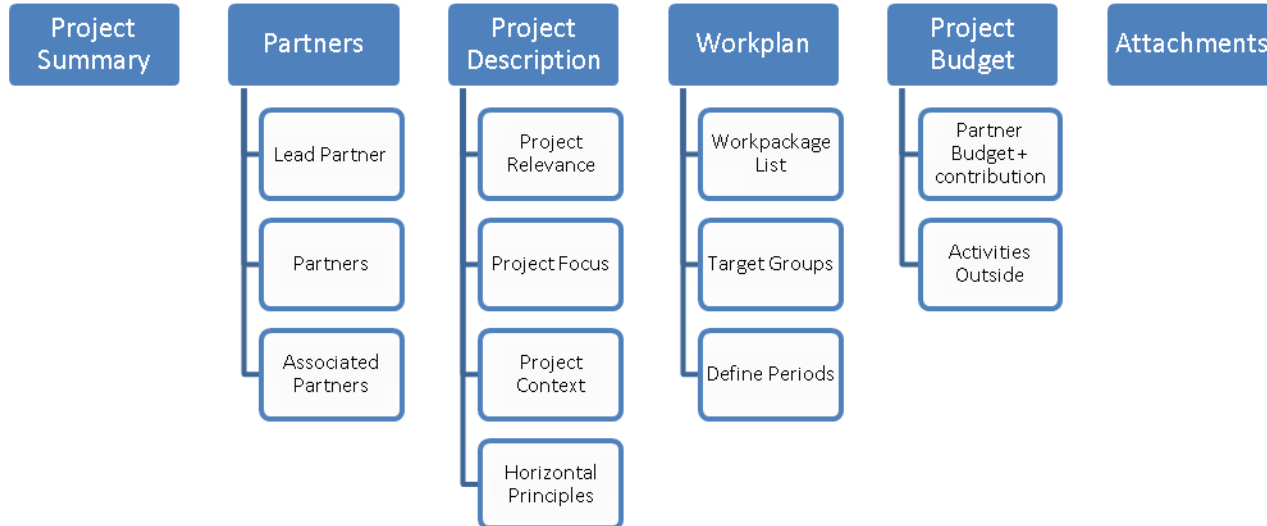 Project
Summary
Partners
Lead Partner
Partners
Associated
Partners
Project
Description
Project
Relevance
Project Focus
Project
Context
Horizontal
Principles
Workplan
Workpackage
List
Target Groups
Define Periods
Project
Budget
Partner
Budget +
contribution
Activities
Outside
Attachments